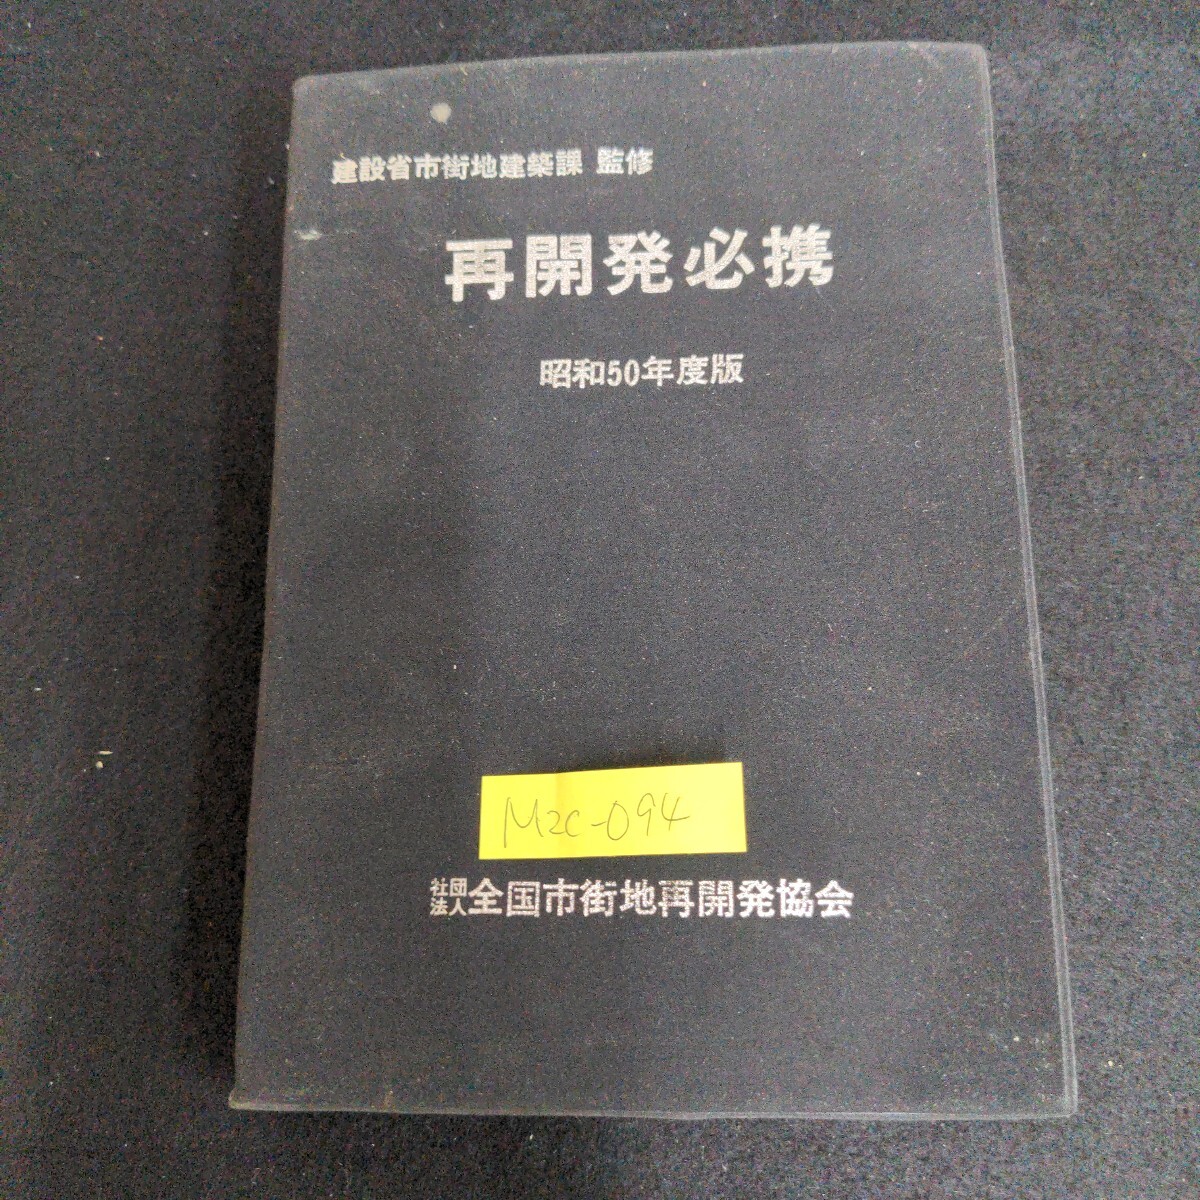 建設省市街地建築課 監修
再開発必携
昭和50年度版
M2C-094
社団法人全国市街地再開発協会